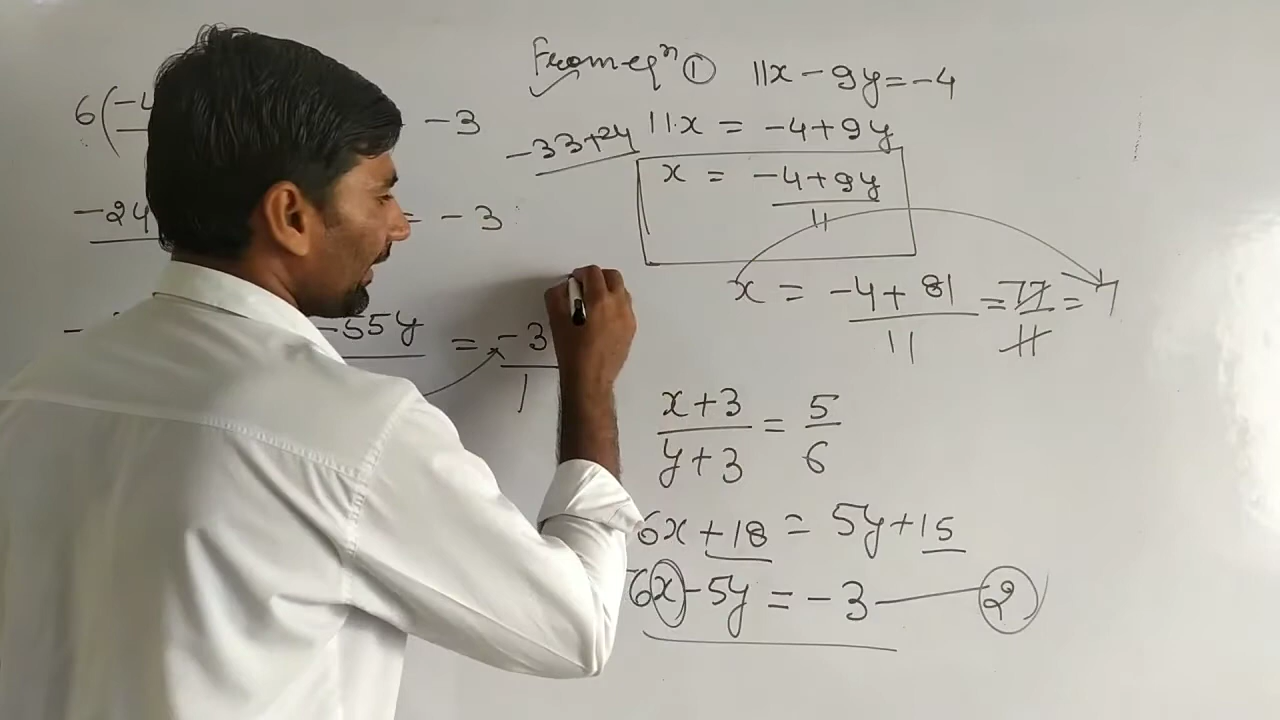 6(-4 -3
-24 = -3
-55y = -3/1
From eqⁿ ① 11x - 9y = -4
-33+24
11x = -4+9y
x = -4+9y/11
x = -4+81/11 = 77/11 = 7
x+3/y+3 = 5/6
6x+18 = 5y+15
6x-5y = -3 — ②